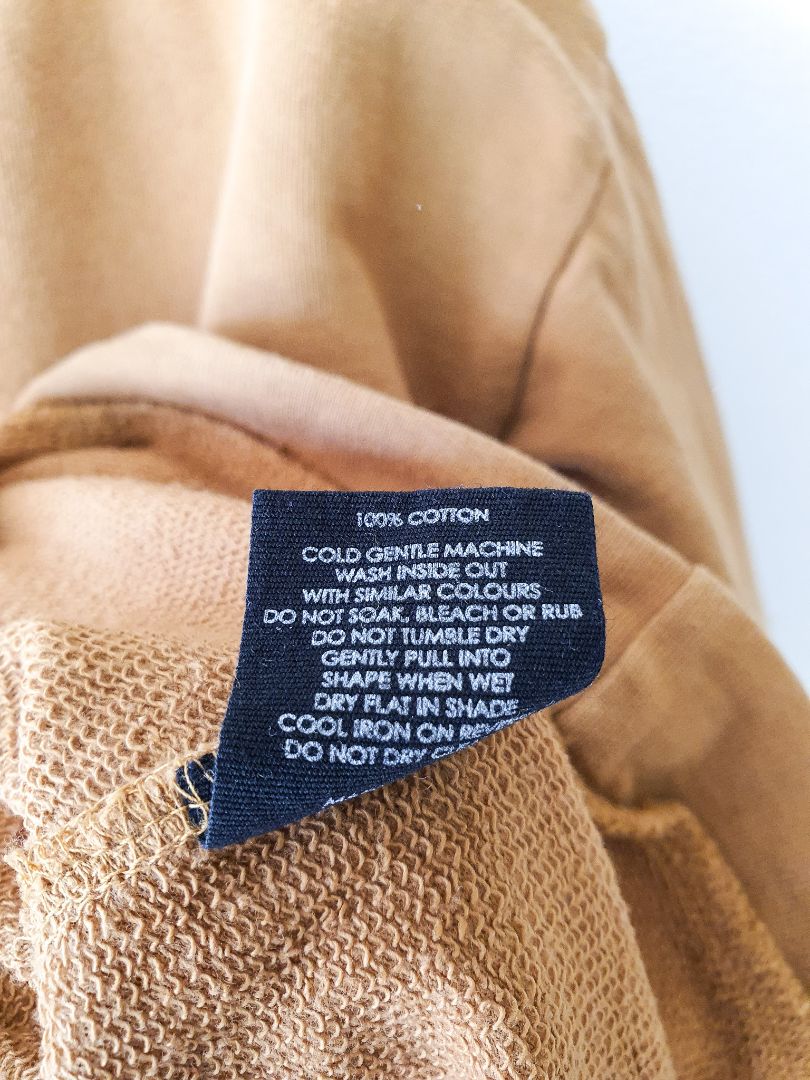 100% COTTON
COLD GENTLE MACHINE
WASH INSIDE OUT
WITH SIMILAR COLOURS
DO NOT SOAK, BLEACH OR RUB
DO NOT TUMBLE DRY
GENTLY PULL INTO
SHAPE WHEN WET
DRY FLAT IN SHADE
COOL IRON ON
DO NOT DRY